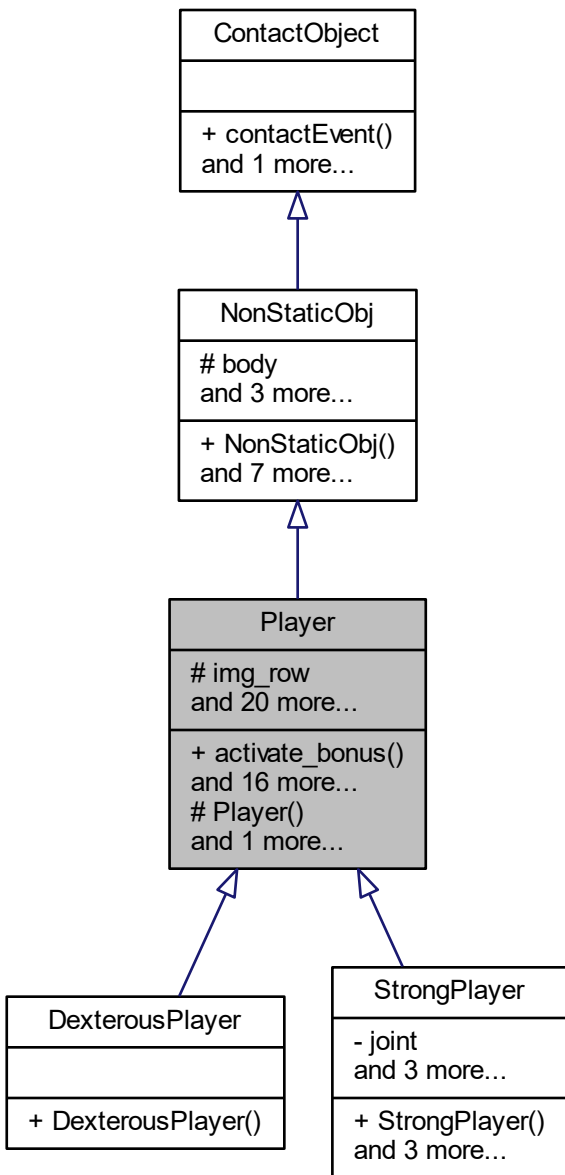 ContactObject
+ contactEvent()
and 1 more...
NonStaticObj
# body
and 3 more...
+ NonStaticObj()
and 7 more...
Player
# img_row
and 20 more...
+ activate_bonus()
and 16 more...
# Player()
and 1 more...
DexterousPlayer
+ DexterousPlayer()
StrongPlayer
- joint
and 3 more...
+ StrongPlayer()
and 3 more...